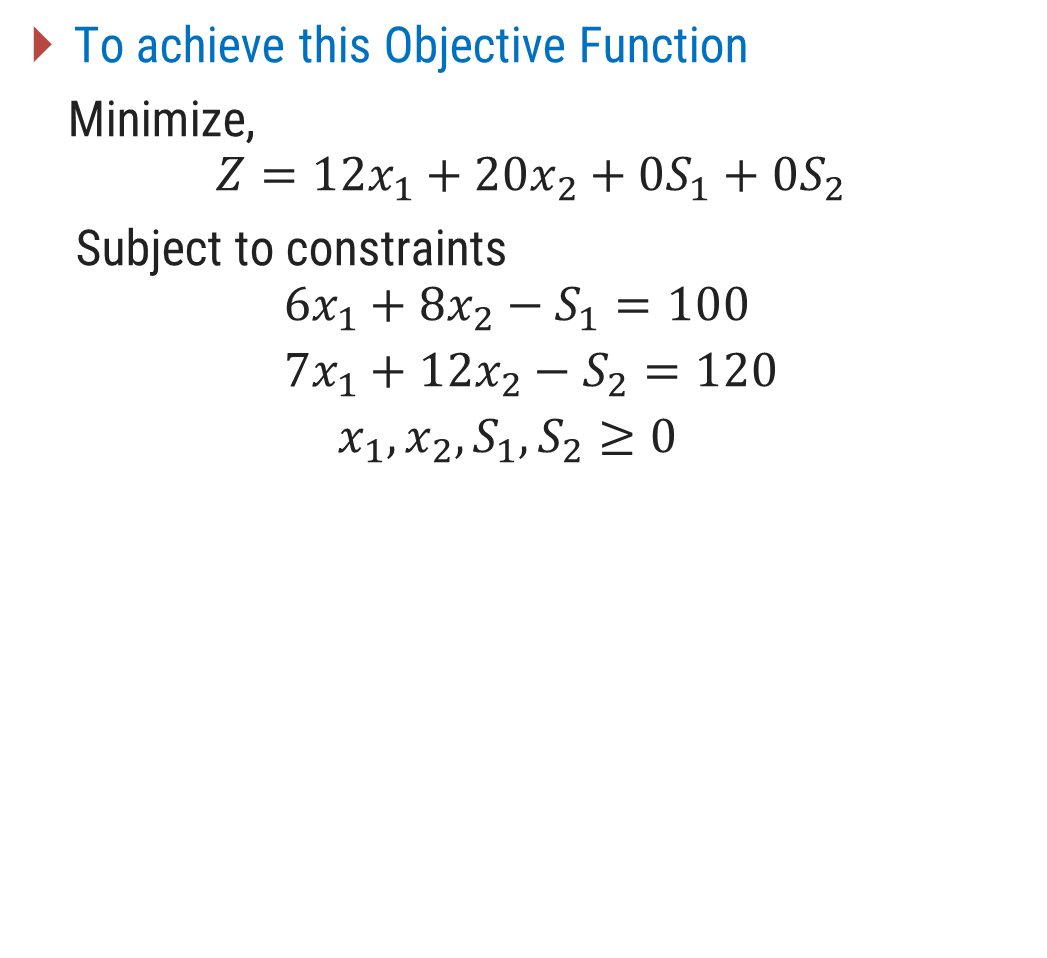 To achieve this Objective Function
Minimize,
Z = 12x₁ + 20x₂ + 0S₁ + 0S₂
Subject to constraints
6x₁ + 8x₂ − S₁ = 100
7x₁ + 12x₂ − S₂ = 120
x₁, x₂, S₁, S₂ ≥ 0